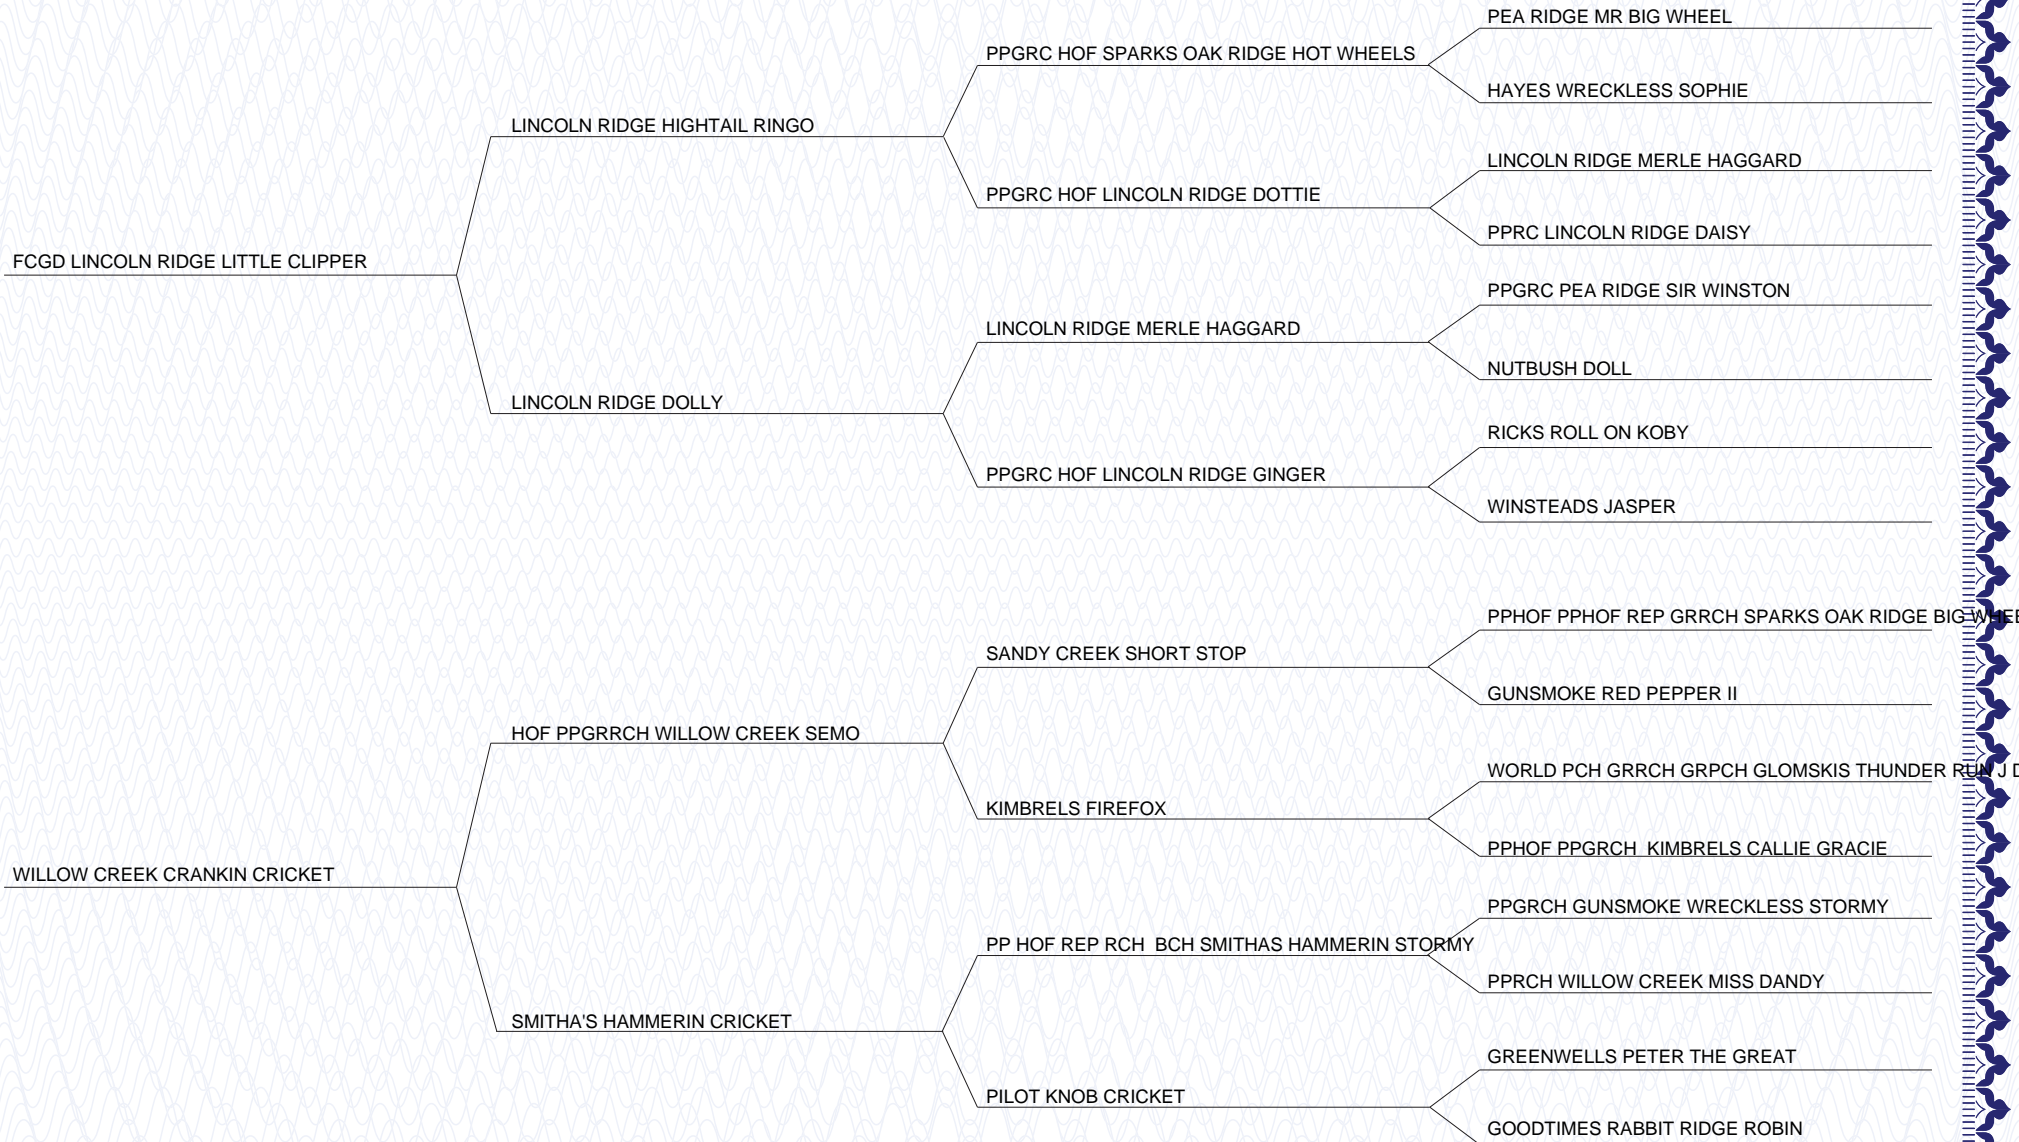 PEA RIDGE MR BIG WHEEL
PPGRC HOF SPARKS OAK RIDGE HOT WHEELS
HAYES WRECKLESS SOPHIE
LINCOLN RIDGE HIGHTAIL RINGO
LINCOLN RIDGE MERLE HAGGARD
PPGRC HOF LINCOLN RIDGE DOTTIE
PPRC LINCOLN RIDGE DAISY
FCGD LINCOLN RIDGE LITTLE CLIPPER
PPGRC PEA RIDGE SIR WINSTON
LINCOLN RIDGE MERLE HAGGARD
NUTBUSH DOLL
LINCOLN RIDGE DOLLY
RICKS ROLL ON KOBY
PPGRC HOF LINCOLN RIDGE GINGER
WINSTEADS JASPER
PPHOF PPHOF REP GRRCH SPARKS OAK RIDGE BIG WHEE
SANDY CREEK SHORT STOP
GUNSMOKE RED PEPPER II
HOF PPGRRCH WILLOW CREEK SEMO
WORLD PCH GRRCH GRPCH GLOMSKIS THUNDER RUN J D
KIMBRELS FIREFOX
PPHOF PPGRCH  KIMBRELS CALLIE GRACIE
WILLOW CREEK CRANKIN CRICKET
PPGRCH GUNSMOKE WRECKLESS STORMY
PP HOF REP RCH  BCH SMITHAS HAMMERIN STORMY
PPRCH WILLOW CREEK MISS DANDY
SMITHA'S HAMMERIN CRICKET
GREENWELLS PETER THE GREAT
PILOT KNOB CRICKET
GOODTIMES RABBIT RIDGE ROBIN